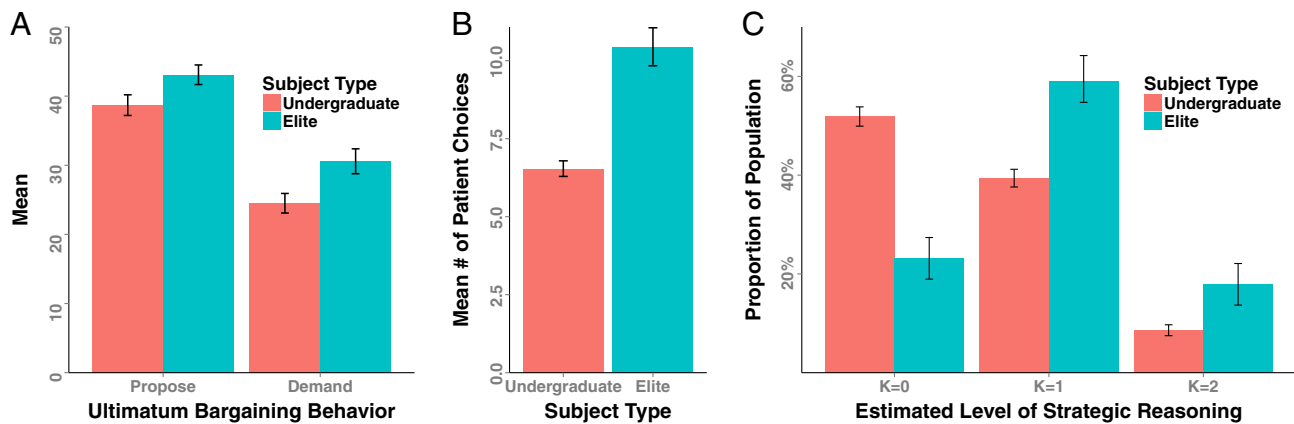 A
Mean
50
40
30
20
10
0
Subject Type
Undergraduate
Elite
Propose
Demand
Ultimatum Bargaining Behavior
B
Mean # of Patient Choices
10.0
7.5
5.0
2.5
0.0
Undergraduate
Elite
Subject Type
C
Proportion of Population
60%
40%
20%
Subject Type
Undergraduate
Elite
K=0
K=1
K=2
Estimated Level of Strategic Reasoning